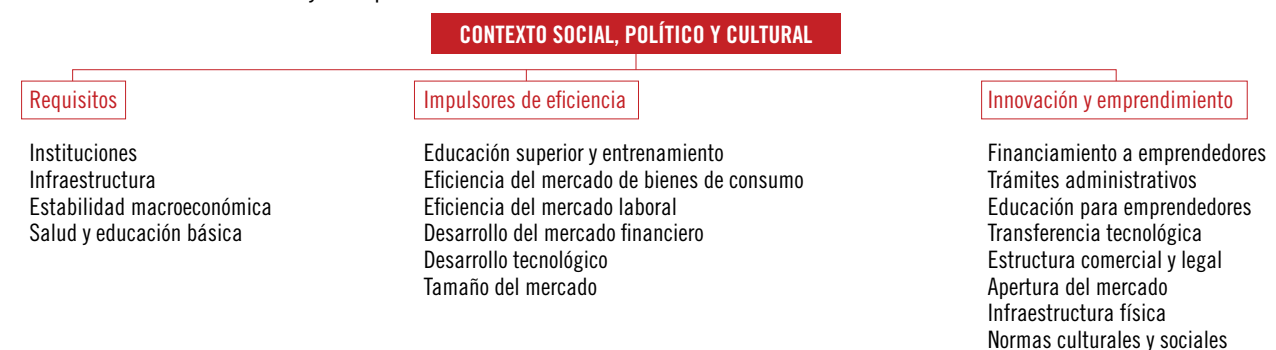 CONTEXTO SOCIAL, POLÍTICO Y CULTURAL
Requisitos
Instituciones
Infraestructura
Estabilidad macroeconómica
Salud y educación básica
Impulsores de eficiencia
Educación superior y entrenamiento
Eficiencia del mercado de bienes de consumo
Eficiencia del mercado laboral
Desarrollo del mercado financiero
Desarrollo tecnológico
Tamaño del mercado
Innovación y emprendimiento
Financiamiento a emprendedores
Trámites administrativos
Educación para emprendedores
Transferencia tecnológica
Estructura comercial y legal
Apertura del mercado
Infraestructura física
Normas culturales y sociales